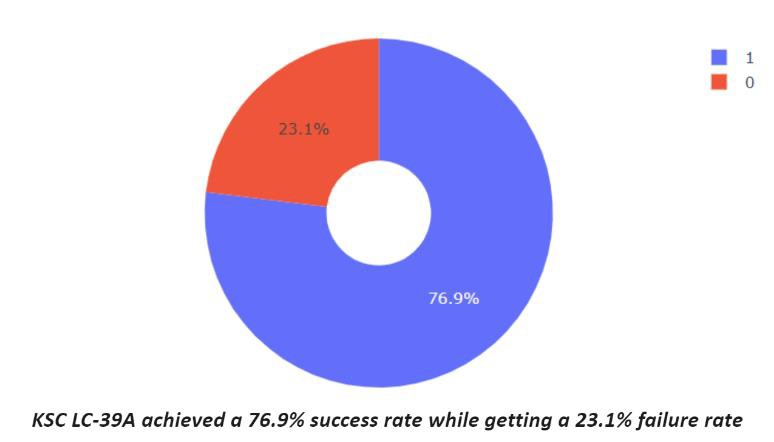 1
0
23.1%
76.9%
KSC LC-39A achieved a 76.9% success rate while getting a 23.1% failure rate